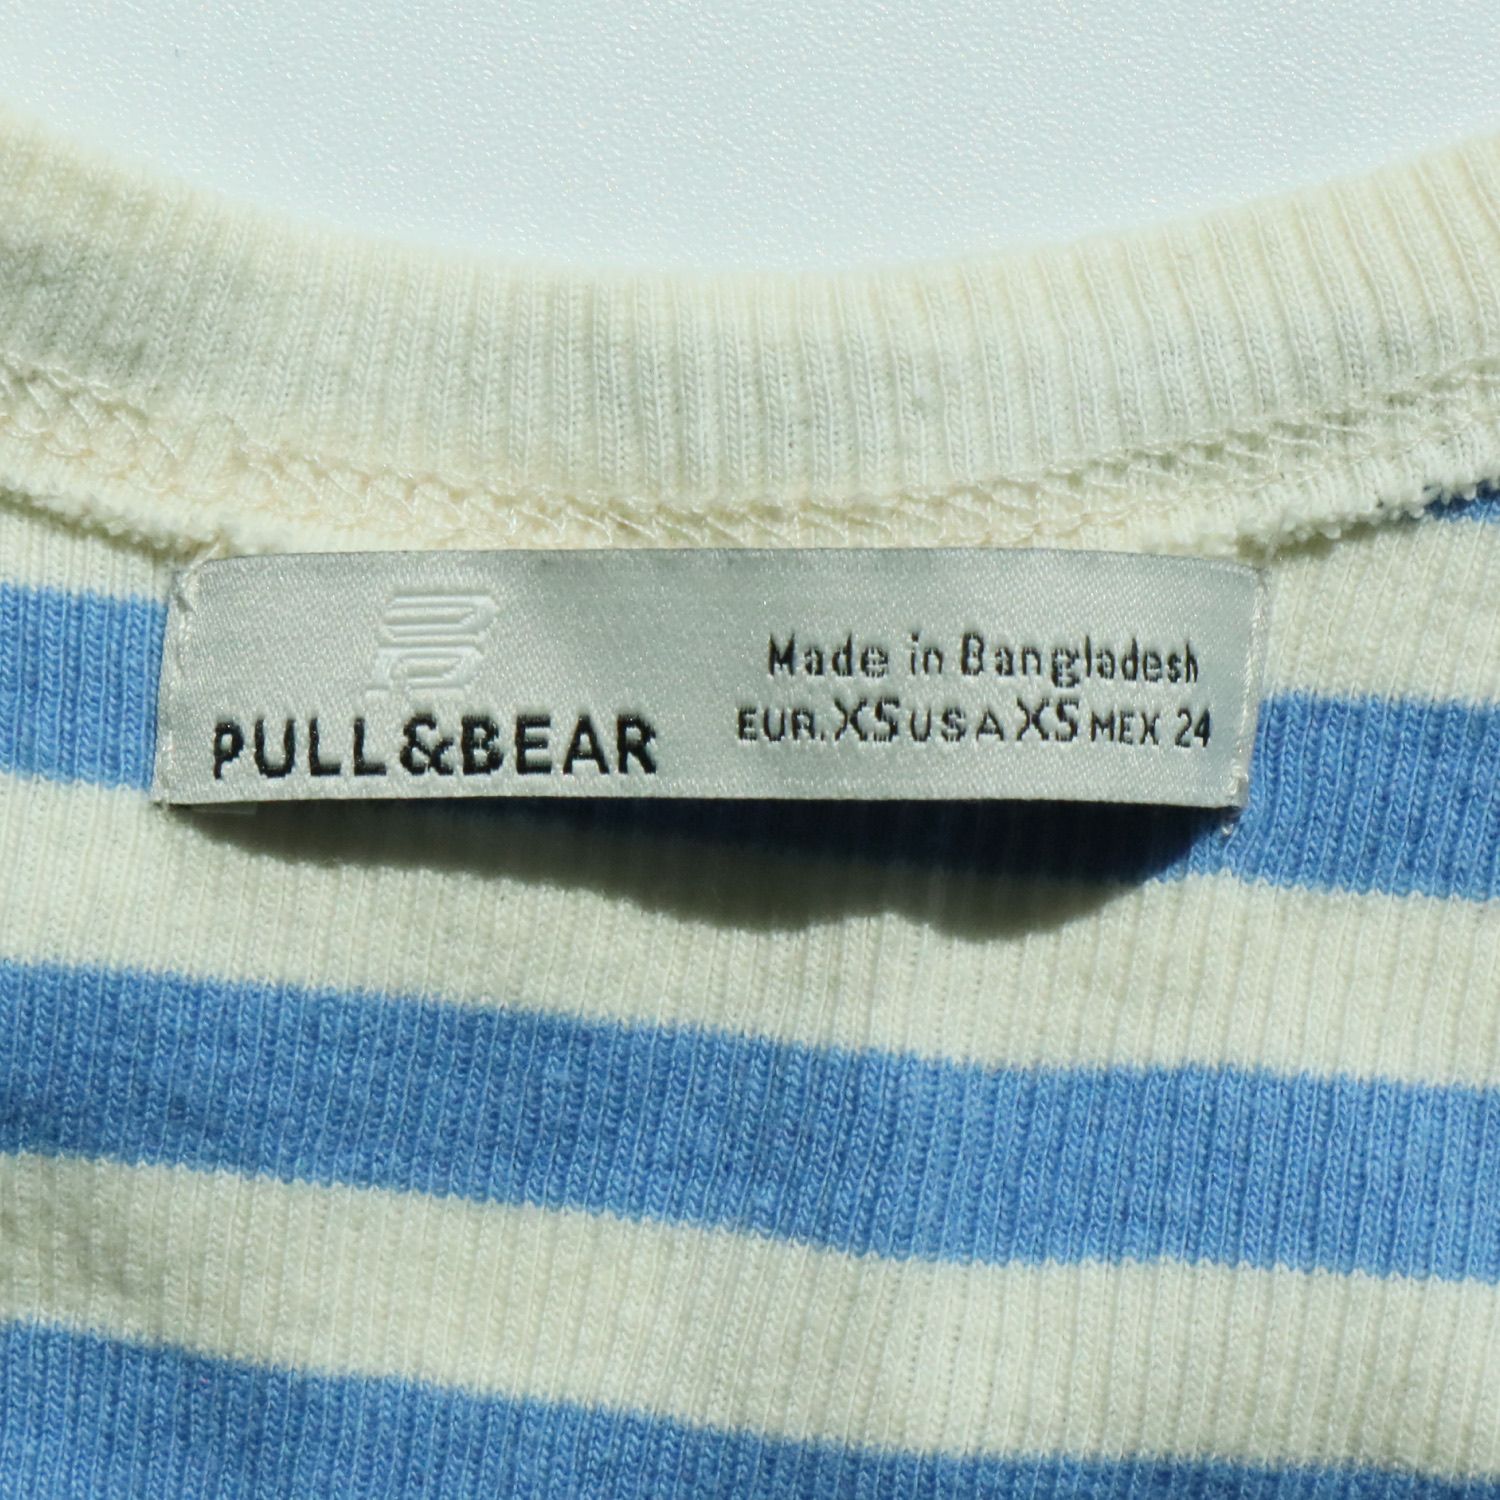 PULL&BEAR
Made in Bangladesh
EUR. XS USA XS MEX 24